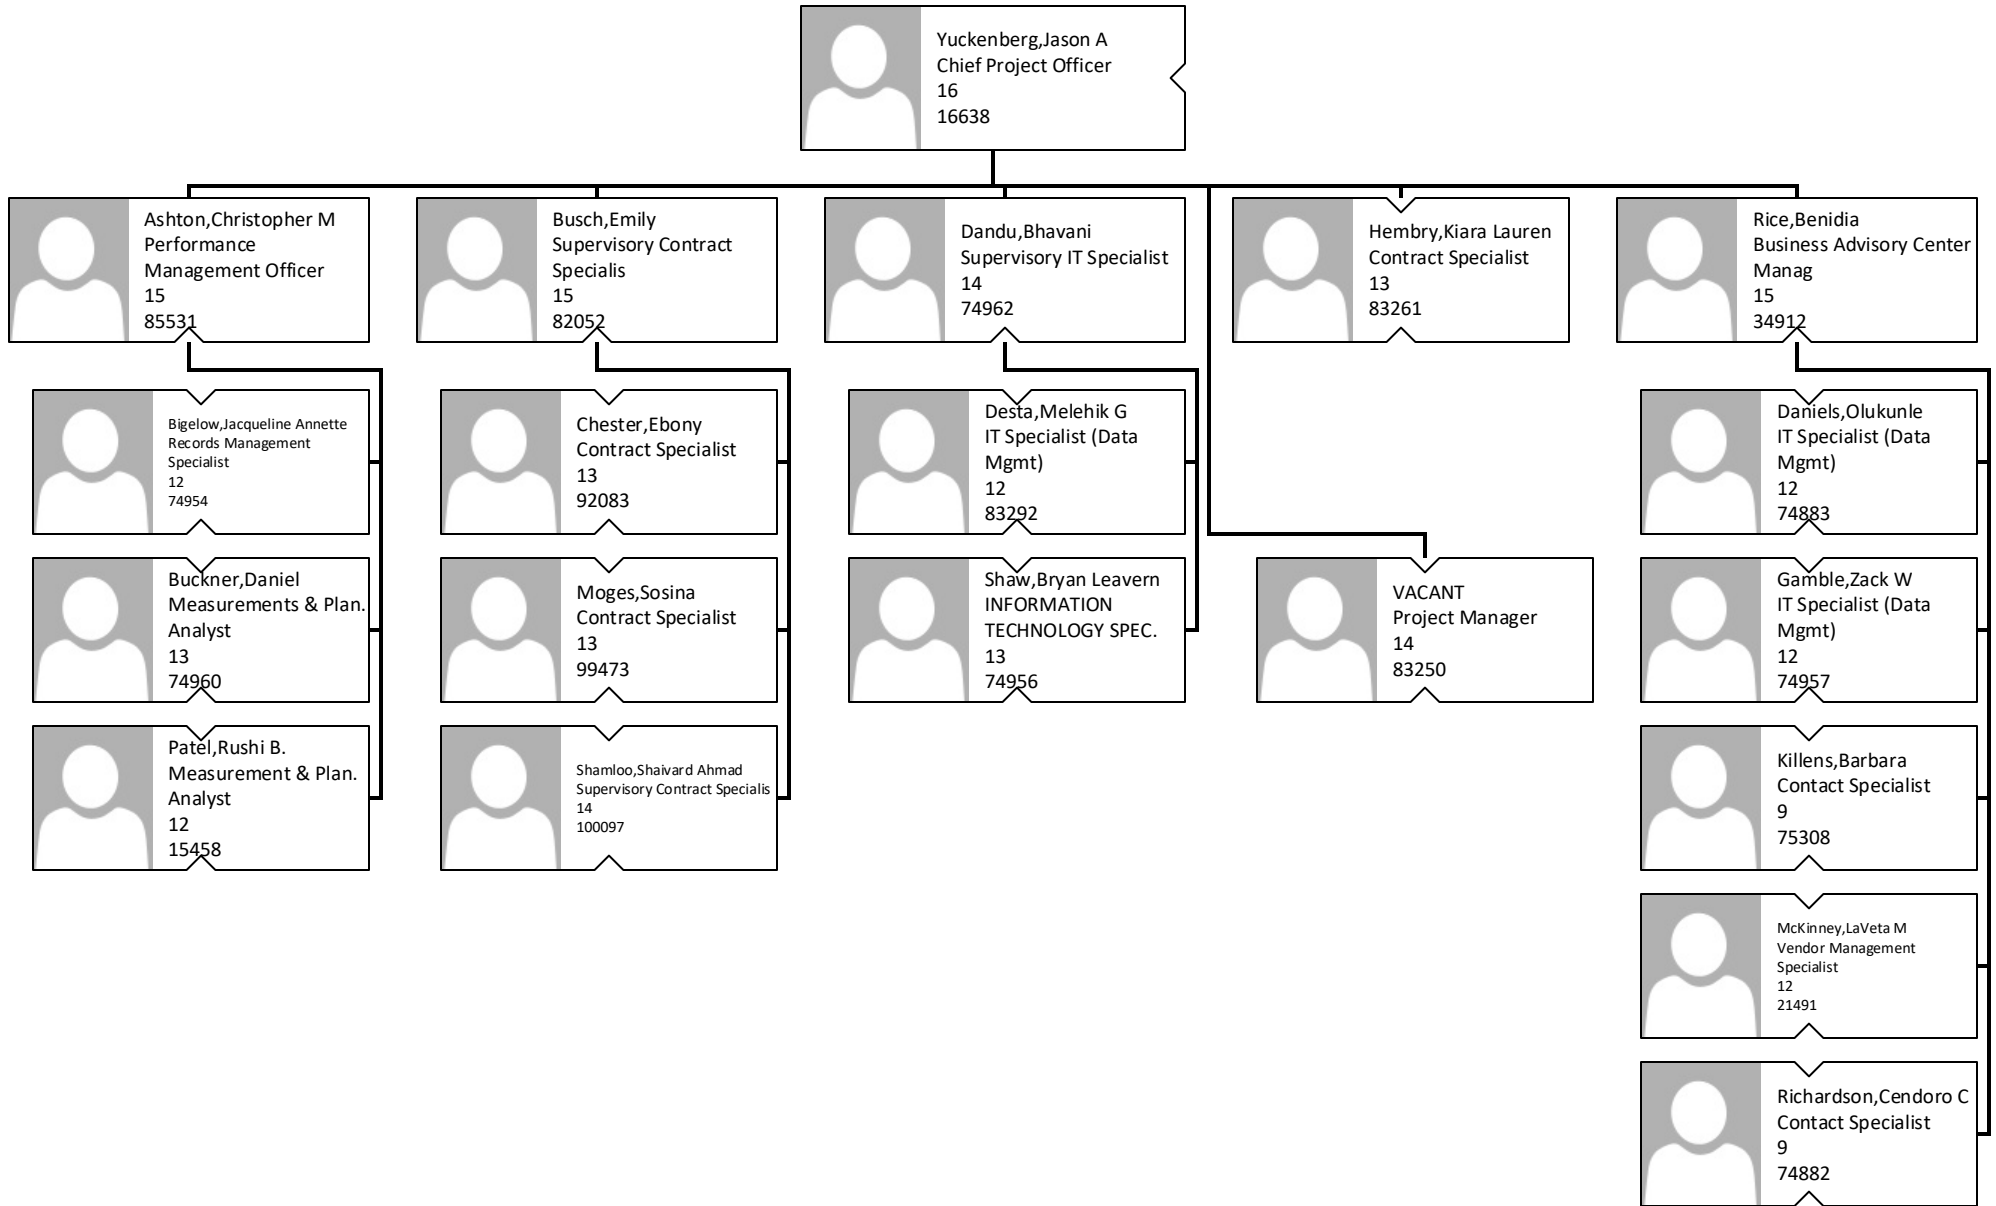 Yuckenberg,Jason A
Chief Project Officer
16
16638
Ashton,Christopher M
Performance
Management Officer
15
85531
Busch,Emily
Supervisory Contract
Specialis
15
82052
Dandu,Bhavani
Supervisory IT Specialist
14
74962
Hembry,Kiara Lauren
Contract Specialist
13
83261
Rice,Benidia
Business Advisory Center
Manag
15
34912
Bigelow,Jacqueline Annette
Records Management
Specialist
12
74954
Buckner,Daniel
Measurements & Plan.
Analyst
13
74960
Patel,Rushi B.
Measurement & Plan.
Analyst
12
15458
Chester,Ebony
Contract Specialist
13
92083
Moges,Sosina
Contract Specialist
13
99473
Shamloo,Shaivard Ahmad
Supervisory Contract Specialis
14
100097
Desta,Melehik G
IT Specialist (Data
Mgmt)
12
83292
Shaw,Bryan Leavern
INFORMATION
TECHNOLOGY SPEC.
13
74956
VACANT
Project Manager
14
83250
Daniels,Olukunle
IT Specialist (Data
Mgmt)
12
74883
Gamble,Zack W
IT Specialist (Data
Mgmt)
12
74957
Killens,Barbara
Contact Specialist
9
75308
McKinney,LaVeta M
Vendor Management
Specialist
12
21491
Richardson,Cendoro C
Contact Specialist
9
74882